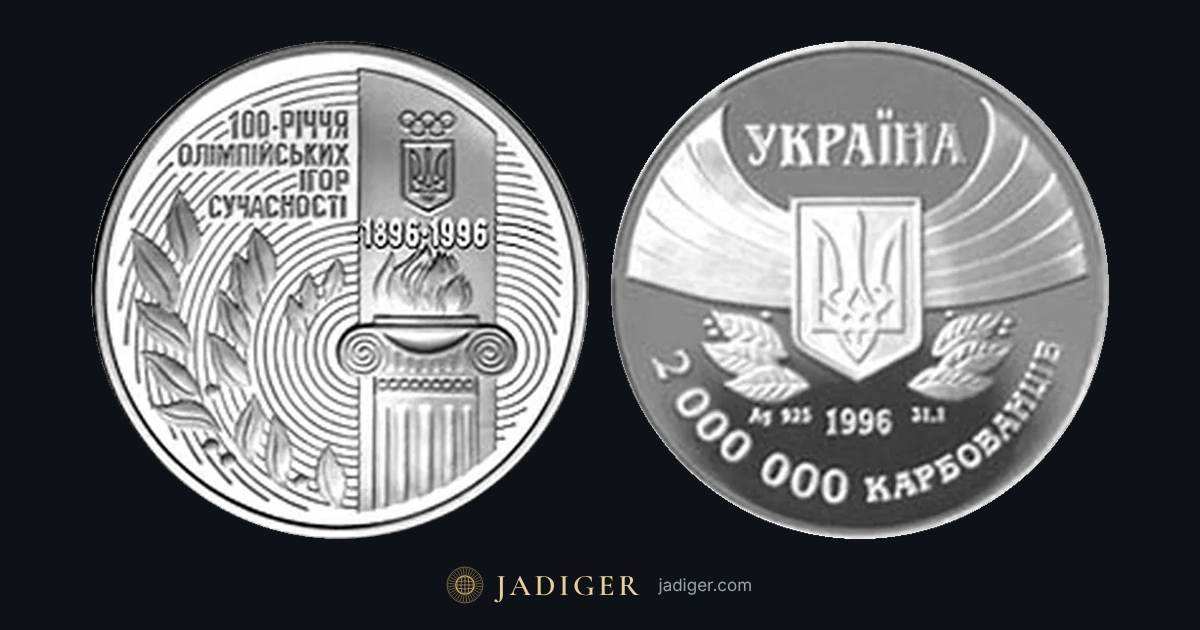 100-РІЧЧЯ
ОЛІМПІЙСЬКИХ
ІГОР
СУЧАСНОСТІ
1896·1996
УКРАЇНА
Ag 925 1996 31.1
2 000 000 КАРБОВАНЦІВ
JADIGER jadiger.com